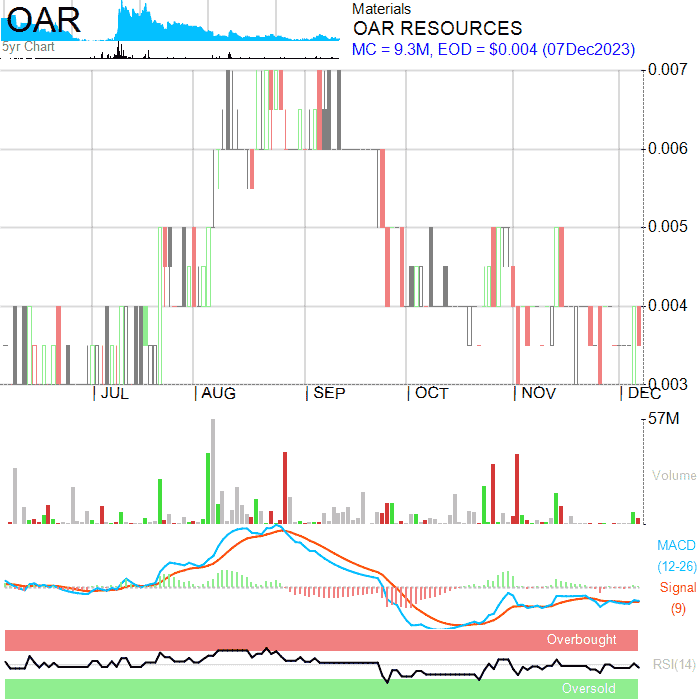 OAR
5yr Chart
Materials
OAR RESOURCES
MC = 9.3M, EOD = $0.004 (07Dec2023)
0.007
0.006
0.005
0.004
0.003
JUL
AUG
SEP
OCT
NOV
DEC
57M
Volume
MACD
(12-26)
Signal
(9)
Overbought
RSI(14)
Oversold